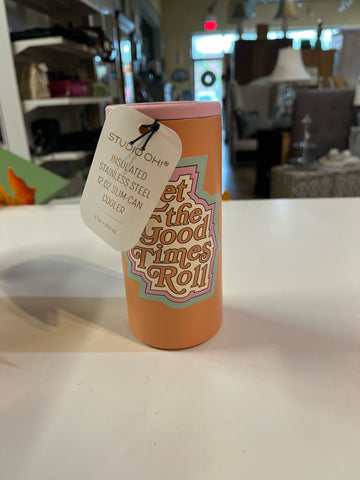 STUDIO OH!®
INSULATED
STAINLESS STEEL
12 OZ SLIM-CAN
COOLER
et
the
Good
Times
Roll